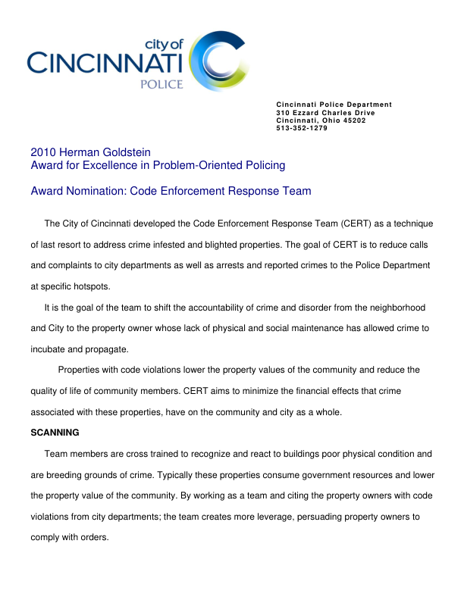 city of
CINCINNATI
POLICE
Cincinnati Police Department
310 Ezzard Charles Drive
Cincinnati, Ohio 45202
513-352-1279
2010 Herman Goldstein
Award for Excellence in Problem-Oriented Policing
Award Nomination: Code Enforcement Response Team
The City of Cincinnati developed the Code Enforcement Response Team (CERT) as a technique
of last resort to address crime infested and blighted properties. The goal of CERT is to reduce calls
and complaints to city departments as well as arrests and reported crimes to the Police Department
at specific hotspots.
It is the goal of the team to shift the accountability of crime and disorder from the neighborhood
and City to the property owner whose lack of physical and social maintenance has allowed crime to
incubate and propagate.
Properties with code violations lower the property values of the community and reduce the
quality of life of community members. CERT aims to minimize the financial effects that crime
associated with these properties, have on the community and city as a whole.
SCANNING
Team members are cross trained to recognize and react to buildings poor physical condition and
are breeding grounds of crime. Typically these properties consume government resources and lower
the property value of the community. By working as a team and citing the property owners with code
violations from city departments; the team creates more leverage, persuading property owners to
comply with orders.